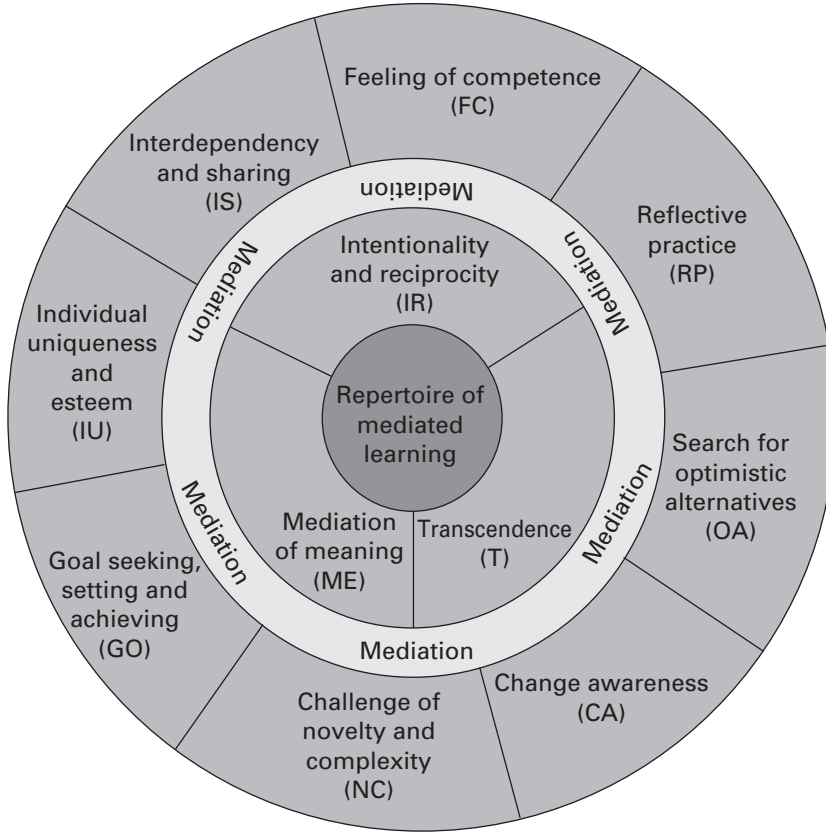 Feeling of competence
(FC)
Interdependency
and sharing
(IS)
Reflective
practice
(RP)
Individual
uniqueness
and
esteem
(IU)
Search for
optimistic
alternatives
(OA)
Goal seeking,
setting and
achieving
(GO)
Change awareness
(CA)
Challenge of
novelty and
complexity
(NC)
Mediation
Mediation
Mediation
Mediation
Mediation
Mediation
Intentionality
and reciprocity
(IR)
Repertoire of
mediated
learning
Mediation
of meaning
(ME)
Transcendence
(T)